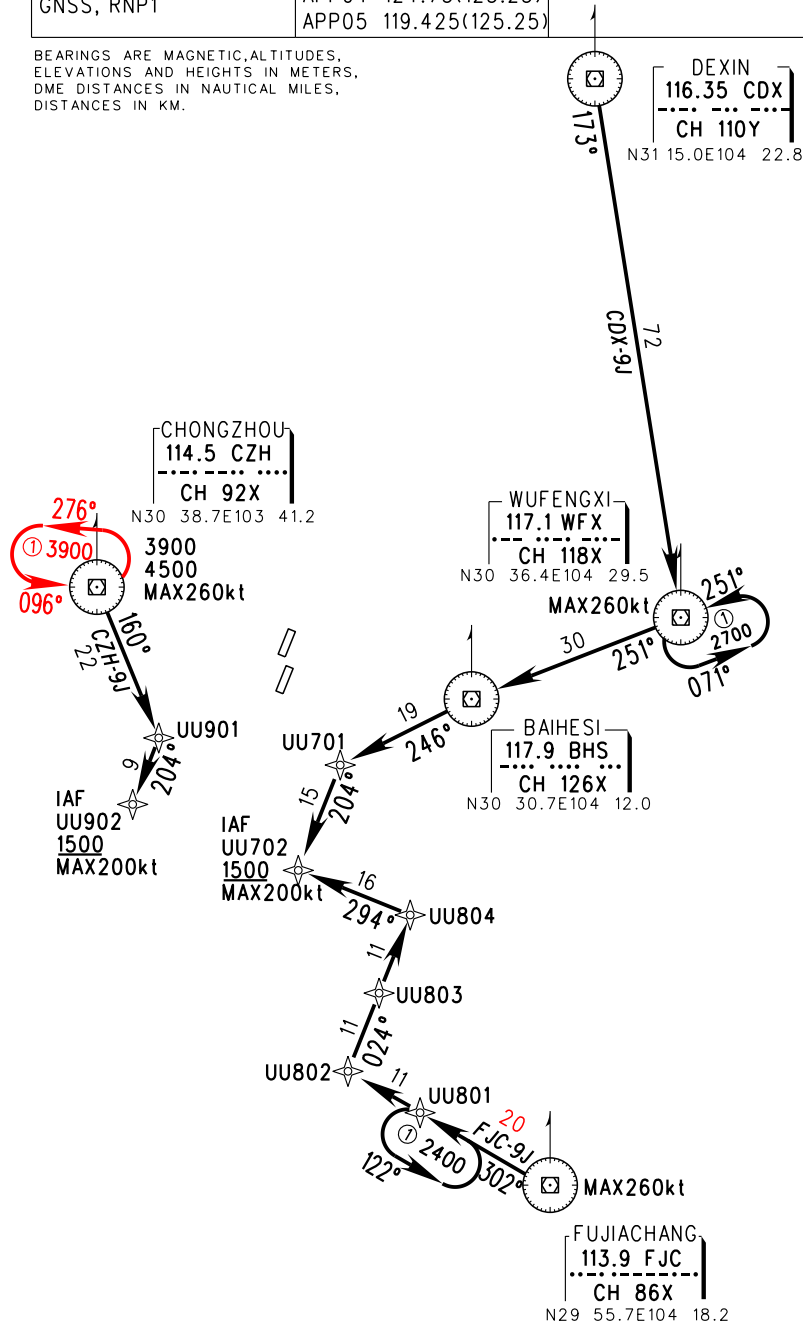 GNSS, RNP1
APP05 119.425(125.25)
BEARINGS ARE MAGNETIC,ALTITUDES,
ELEVATIONS AND HEIGHTS IN METERS,
DME DISTANCES IN NAUTICAL MILES,
DISTANCES IN KM.
DEXIN
116.35 CDX
CH 110Y
N31 15.0E104 22.8
173°
72
CDX-9J
CHONGZHOU
114.5 CZH
CH 92X
N30 38.7E103 41.2
276°
① 3900
096°
3900
4500
MAX260kt
160°
CZH-9J
22
UU901
9
204°
IAF
UU902
1500
MAX200kt
WUFENGXI
117.1 WFX
CH 118X
N30 36.4E104 29.5
MAX260kt
251°
①
2700
071°
251°
30
BAIHESI
117.9 BHS
CH 126X
N30 30.7E104 12.0
19
246°
UU701
15
204°
IAF
UU702
1500
MAX200kt
16
294°
UU804
11
UU803
11
024°
UU802
11
UU801
① 2400
122°
20
FJC-9J
302°
MAX260kt
FUJIACHANG
113.9 FJC
CH 86X
N29 55.7E104 18.2